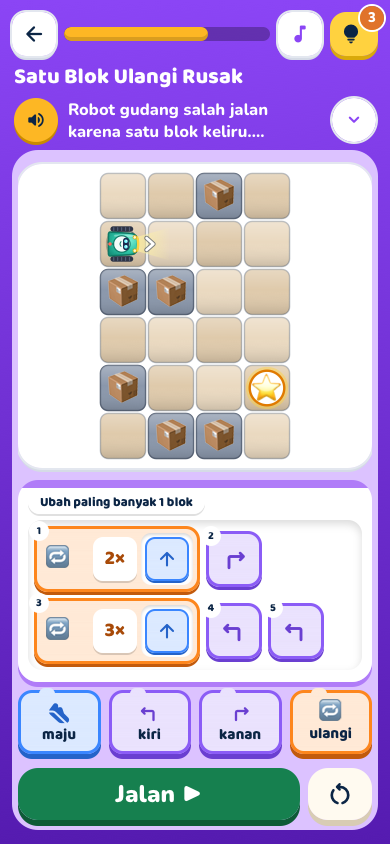 3
Satu Blok Ulangi Rusak
Robot gudang salah jalan
karena satu blok keliru....
Ubah paling banyak 1 blok
1
2×
2
3
3×
4
5
maju
kiri
kanan
ulangi
Jalan